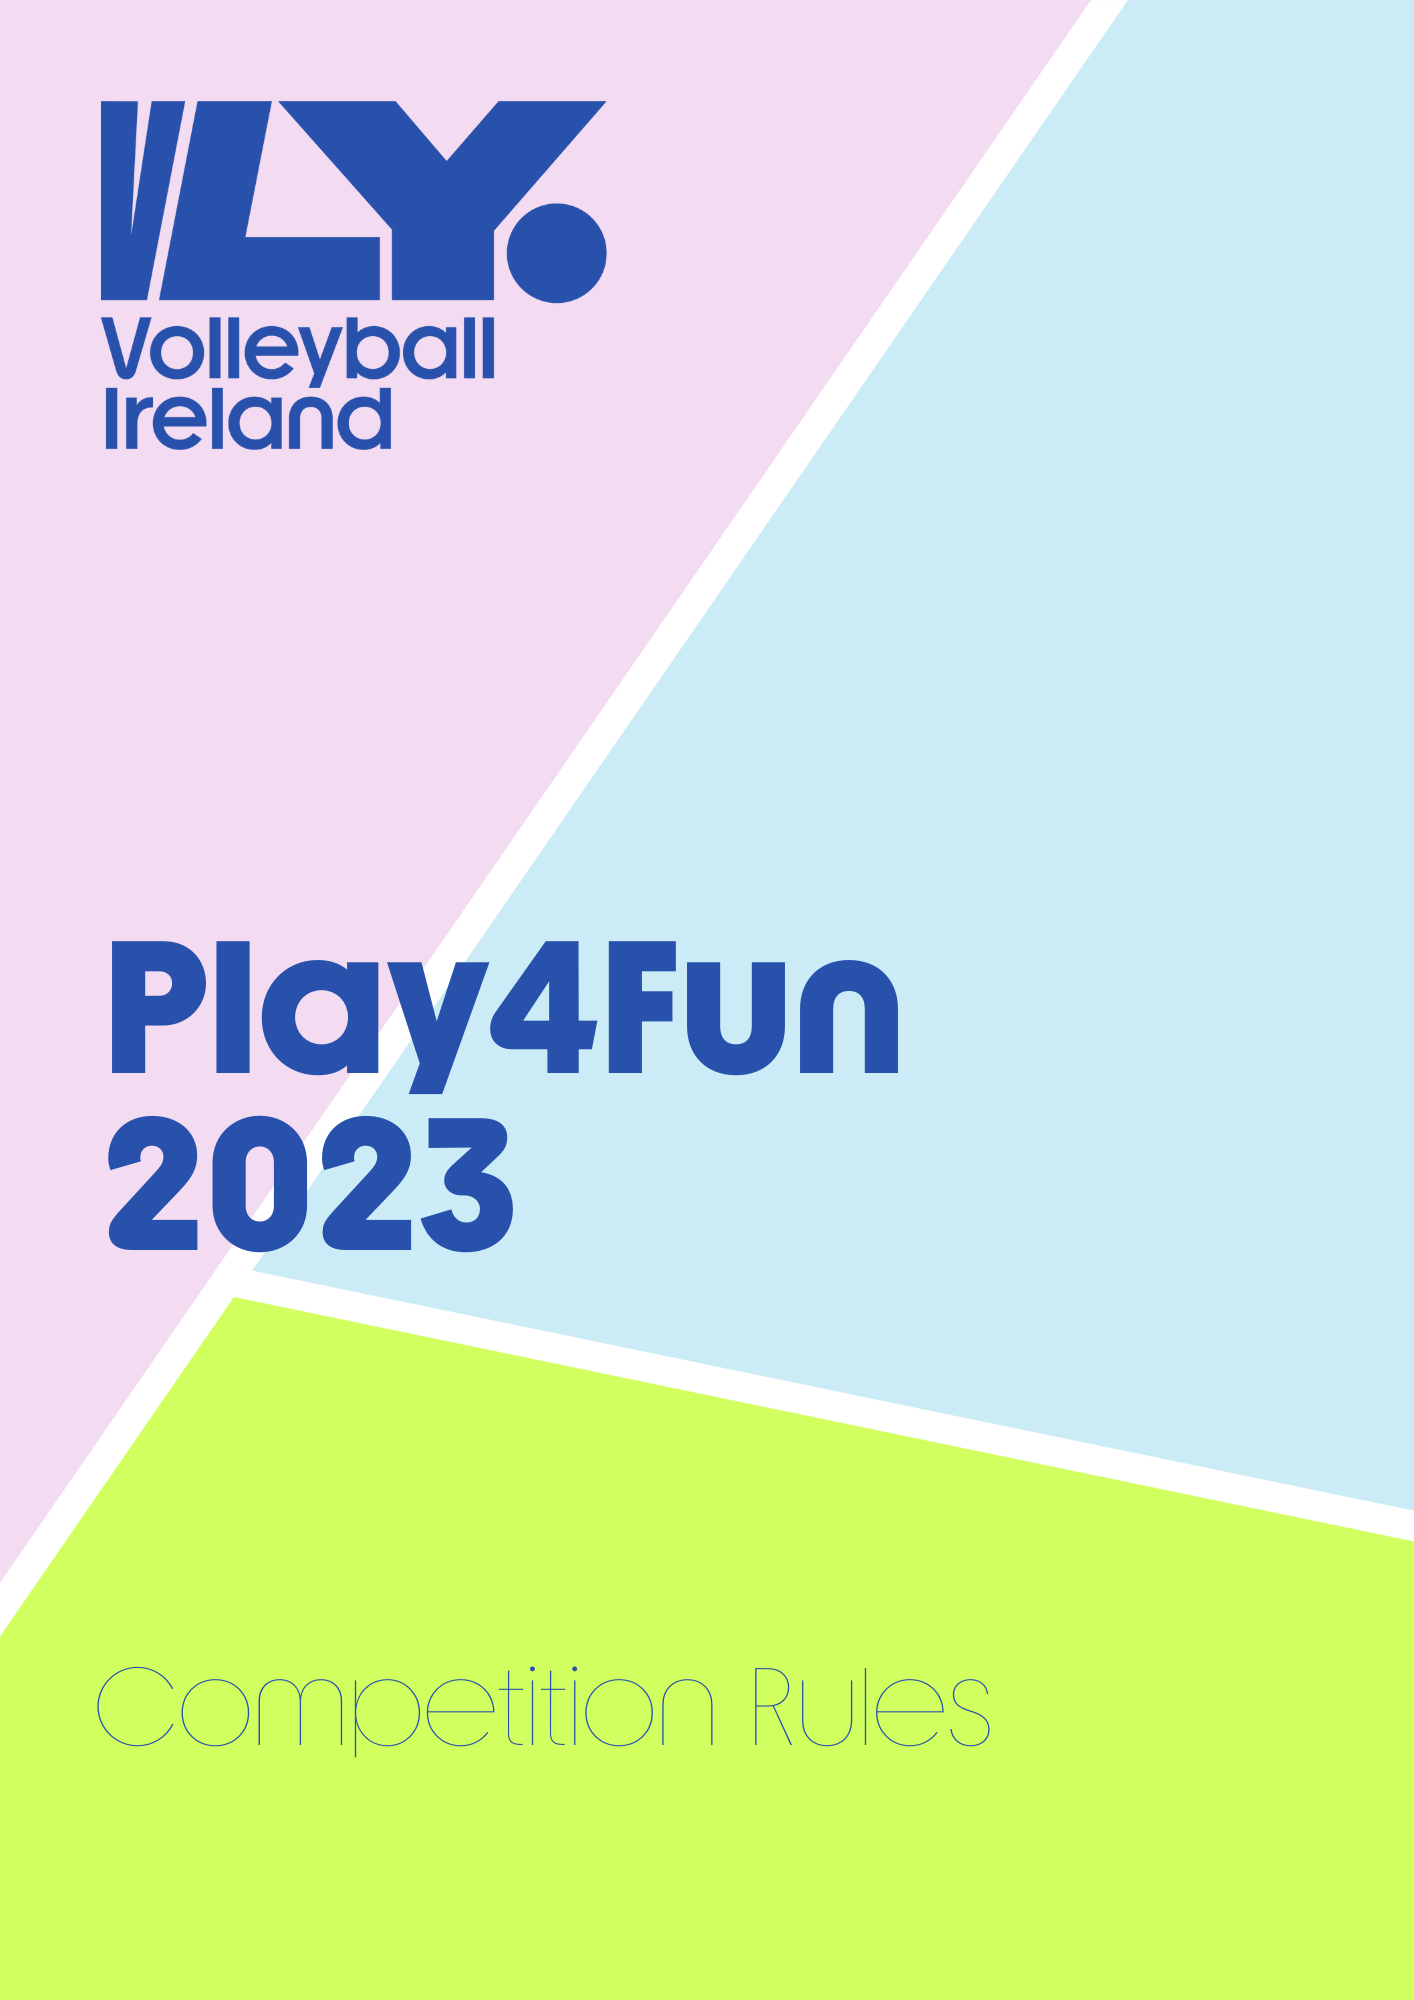 VLY.
Volleyball
Ireland
Play4Fun
2023
Competition Rules